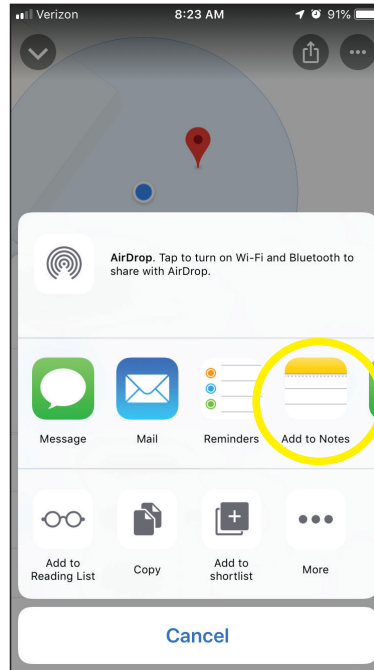 Verizon 8:23 AM 91%
AirDrop. Tap to turn on Wi-Fi and Bluetooth to
share with AirDrop.
Message Mail Reminders Add to Notes
Add to
Reading List
Copy
Add to
shortlist
More
Cancel